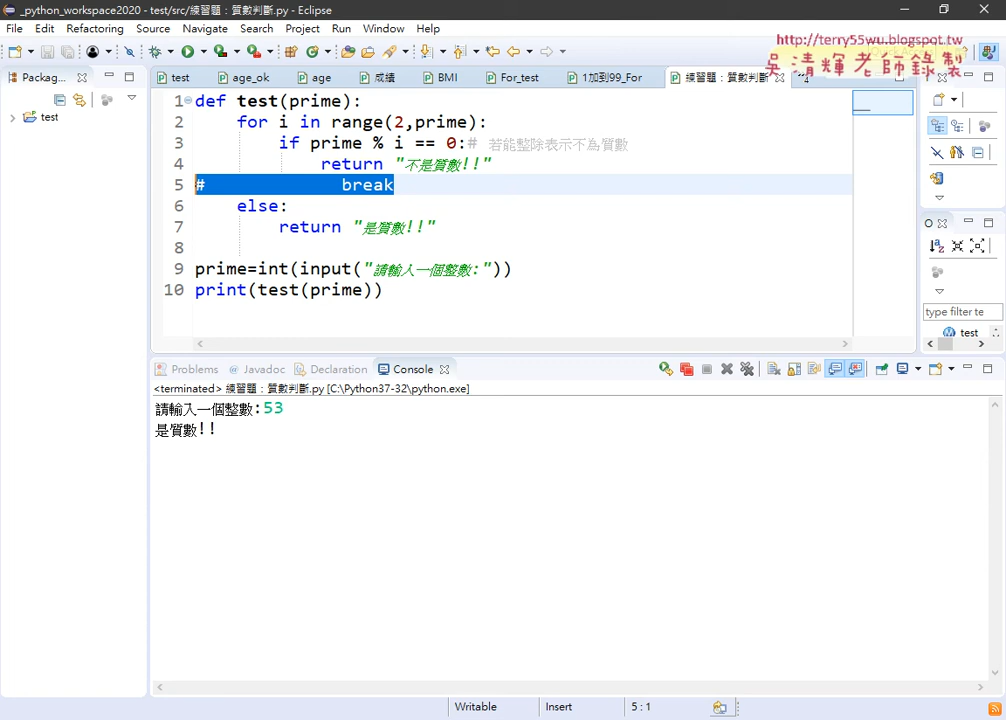 _python_workspace2020 - test/src/練習題：質數判斷.py - Eclipse
File Edit Refactoring Source Navigate Search Project Run Window Help
http://terry55wu.blogspot.tw
吳清輝老師錄製
Packag...
test age_ok age 成績 BMI For_test 1加到99_For 練習題：質數判斷
test
1 def test(prime):
2 for i in range(2,prime):
3 if prime % i == 0:# 若能整除表示不為質數
4 return "不是質數!!"
5 # break
6 else:
7 return "是質數!!"
8
9 prime=int(input("請輸入一個整數:"))
10 print(test(prime))
type filter te
test
Problems @ Javadoc Declaration Console
<terminated> 練習題：質數判斷.py [C:\Python37-32\python.exe]
請輸入一個整數:53
是質數!!
Writable Insert 5 : 1